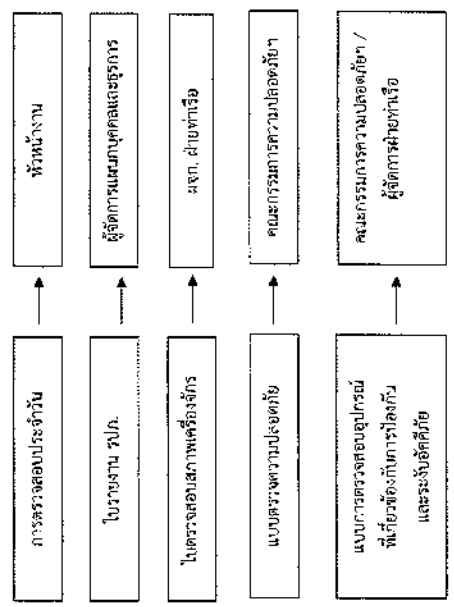 การตรวจสอบประจำวัน
หัวหน้างาน
ใบรายงาน รปภ.
ผู้จัดการแผนกบุคคลและธุรการ
ใบตรวจสอบสภาพเครื่องจักร
ผจก. ฝ่ายท่าเรือ
แบบตรวจความปลอดภัย
คณะกรรมการความปลอดภัยฯ
แบบการตรวจสอบอุปกรณ์
ที่เกี่ยวข้องกับการป้องกัน
และระงับอัคคีภัย
คณะกรรมการความปลอดภัยฯ /
ผู้จัดการฝ่ายท่าเรือ